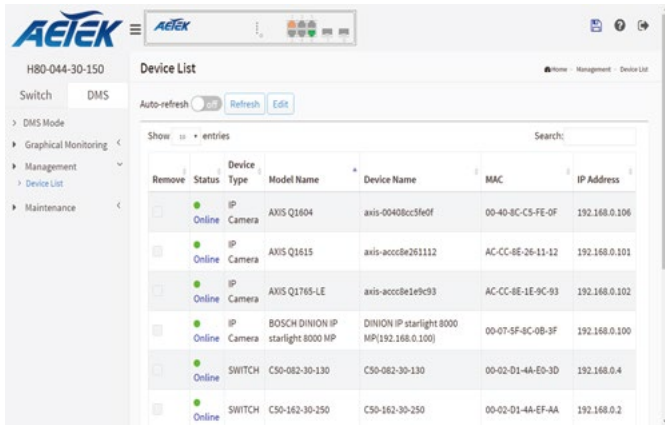 AETEK
AETEK
H80-044-30-150
Switch DMS
DMS Mode
Graphical Monitoring
Management
Device List
Maintenance
Device List
Home - Management - Device List
Auto-refresh off Refresh Edit
Show 10 entries
Search:
Remove Status Device Type Model Name Device Name MAC IP Address
Online IP Camera AXIS Q1604 axis-00408cc5fe0f 00-40-8C-C5-FE-0F 192.168.0.106
Online IP Camera AXIS Q1615 axis-accc8e261112 AC-CC-8E-26-11-12 192.168.0.101
Online IP Camera AXIS Q1765-LE axis-accc8e1e9c93 AC-CC-8E-1E-9C-93 192.168.0.102
Online IP Camera BOSCH DINION IP starlight 8000 MP DINION IP starlight 8000 MP(192.168.0.100) 00-07-5F-8C-0B-3F 192.168.0.100
Online SWITCH C50-082-30-130 C50-082-30-130 00-02-D1-4A-E0-3D 192.168.0.4
Online SWITCH C50-162-30-250 C50-162-30-250 00-02-D1-4A-EF-AA 192.168.0.2